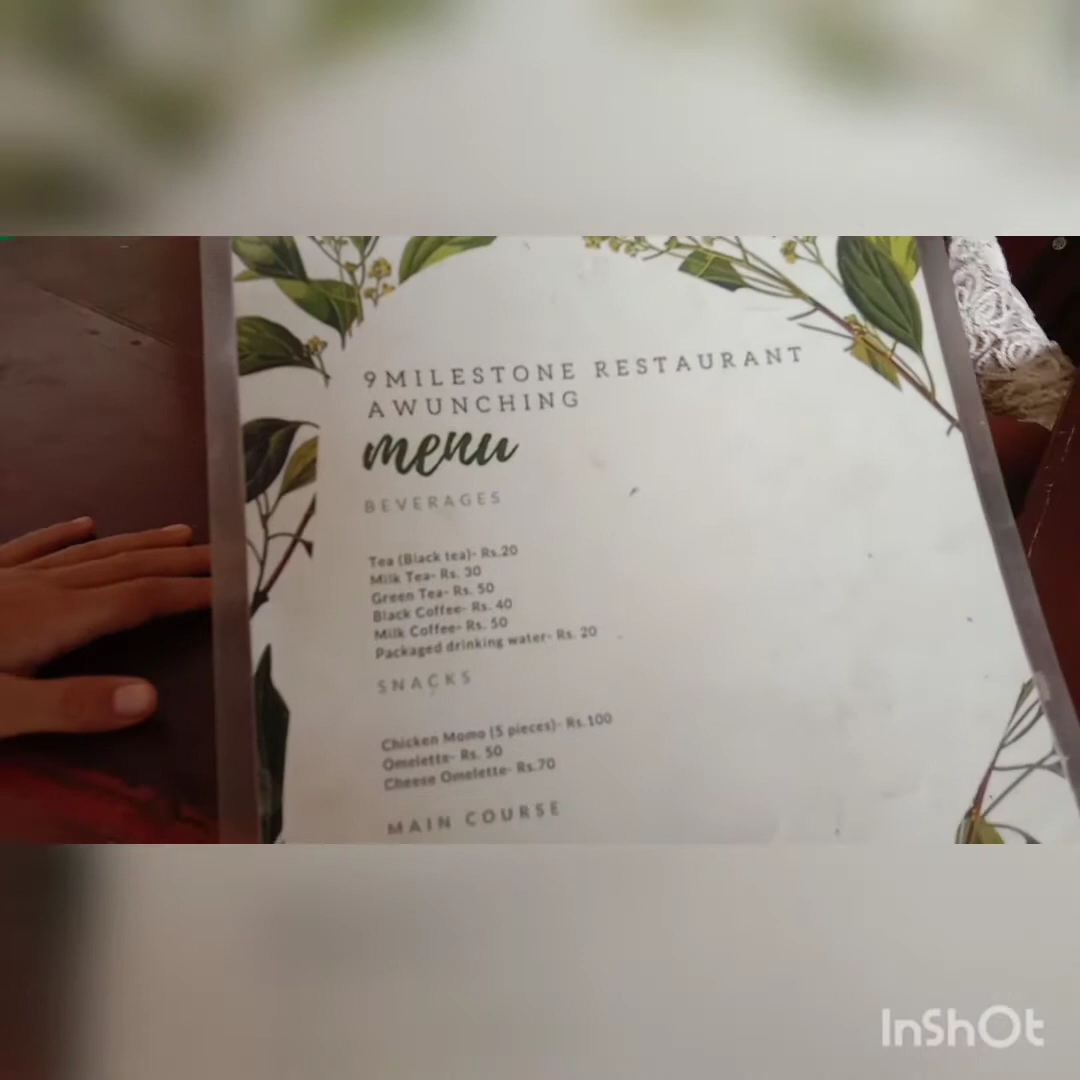 9MILESTONE RESTAURANT
AWUNCHING
menu
BEVERAGES
Tea (Black tea)- Rs.20
Milk Tea- Rs. 30
Green Tea- Rs. 50
Black Coffee- Rs. 40
Milk Coffee- Rs. 50
Packaged drinking water- Rs. 20
SNACKS
Chicken Momo (5 pieces)- Rs.100
Omelette- Rs. 50
Cheese Omelette- Rs.70
MAIN COURSE
InShOt